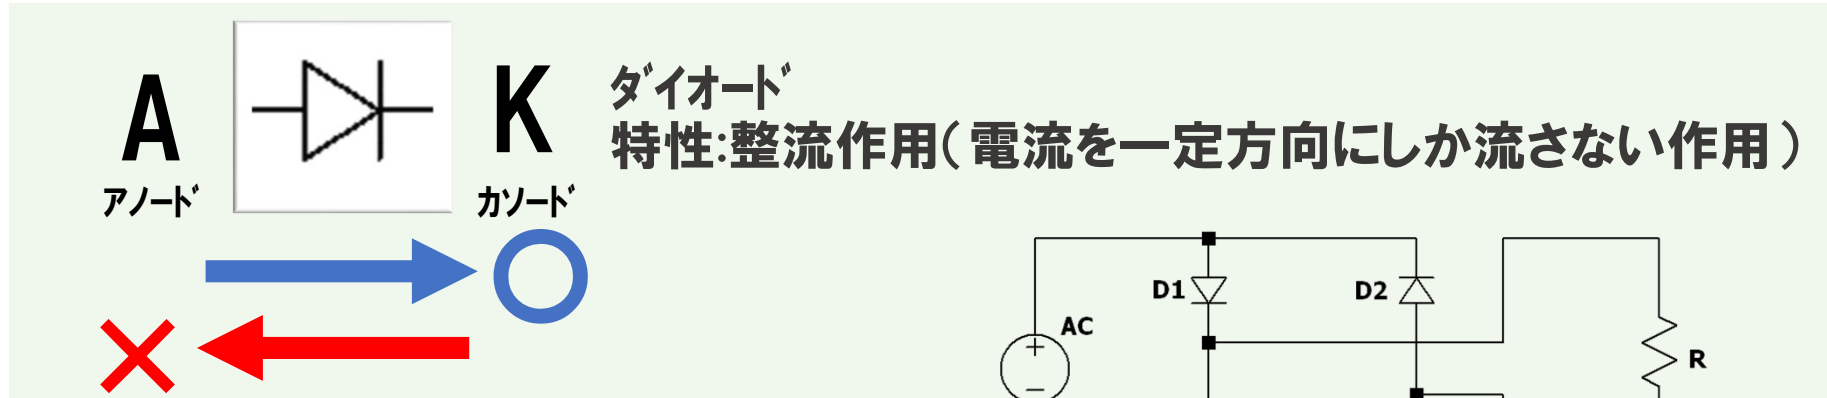 A
K
ダイオード
特性:整流作用(電流を一定方向にしか流さない作用)
アノード
カソード
D1
D2
AC
R